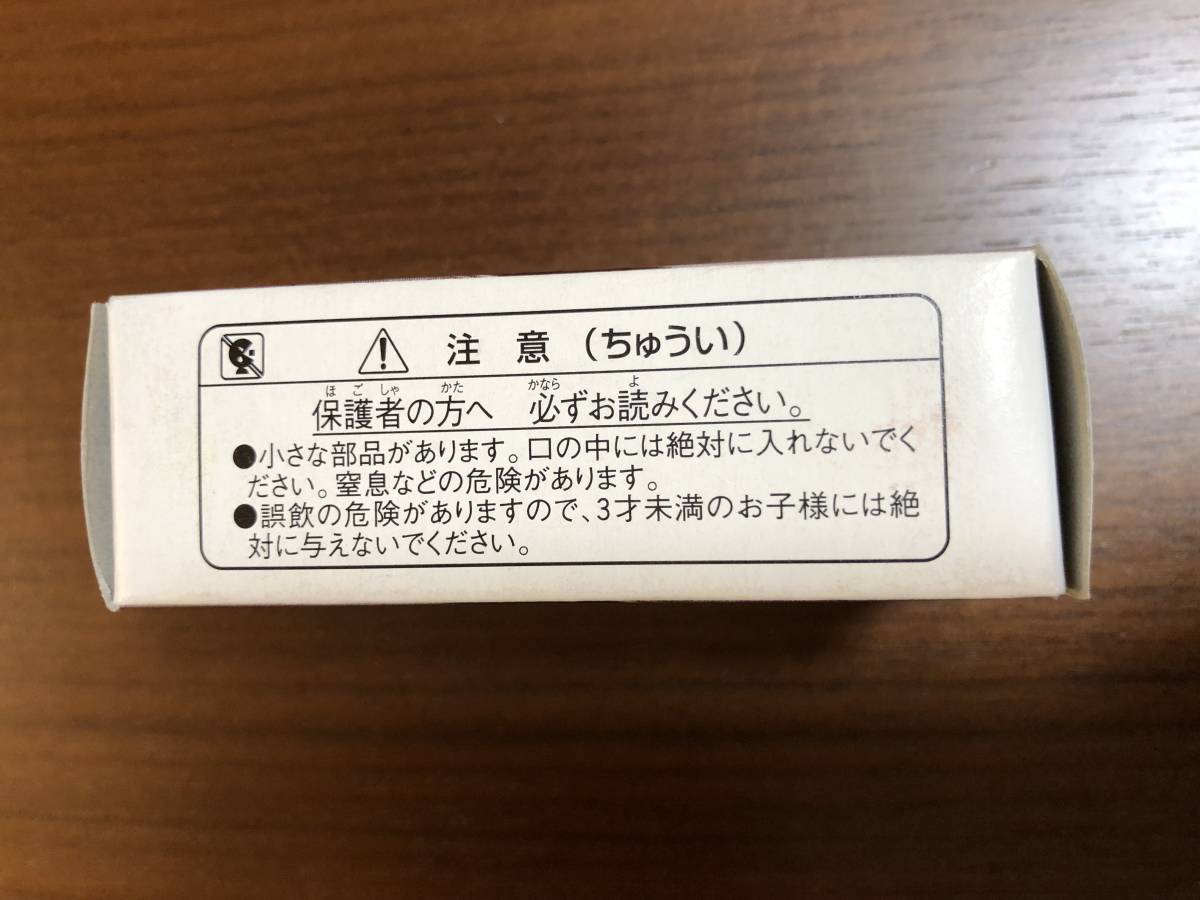 注意（ちゅうい）
ほごしゃ かた かなら よ
保護者の方へ 必ずお読みください。
●小さな部品があります。口の中には絶対に入れないでく
ださい。窒息などの危険があります。
●誤飲の危険がありますので、3才未満のお子様には絶
対に与えないでください。